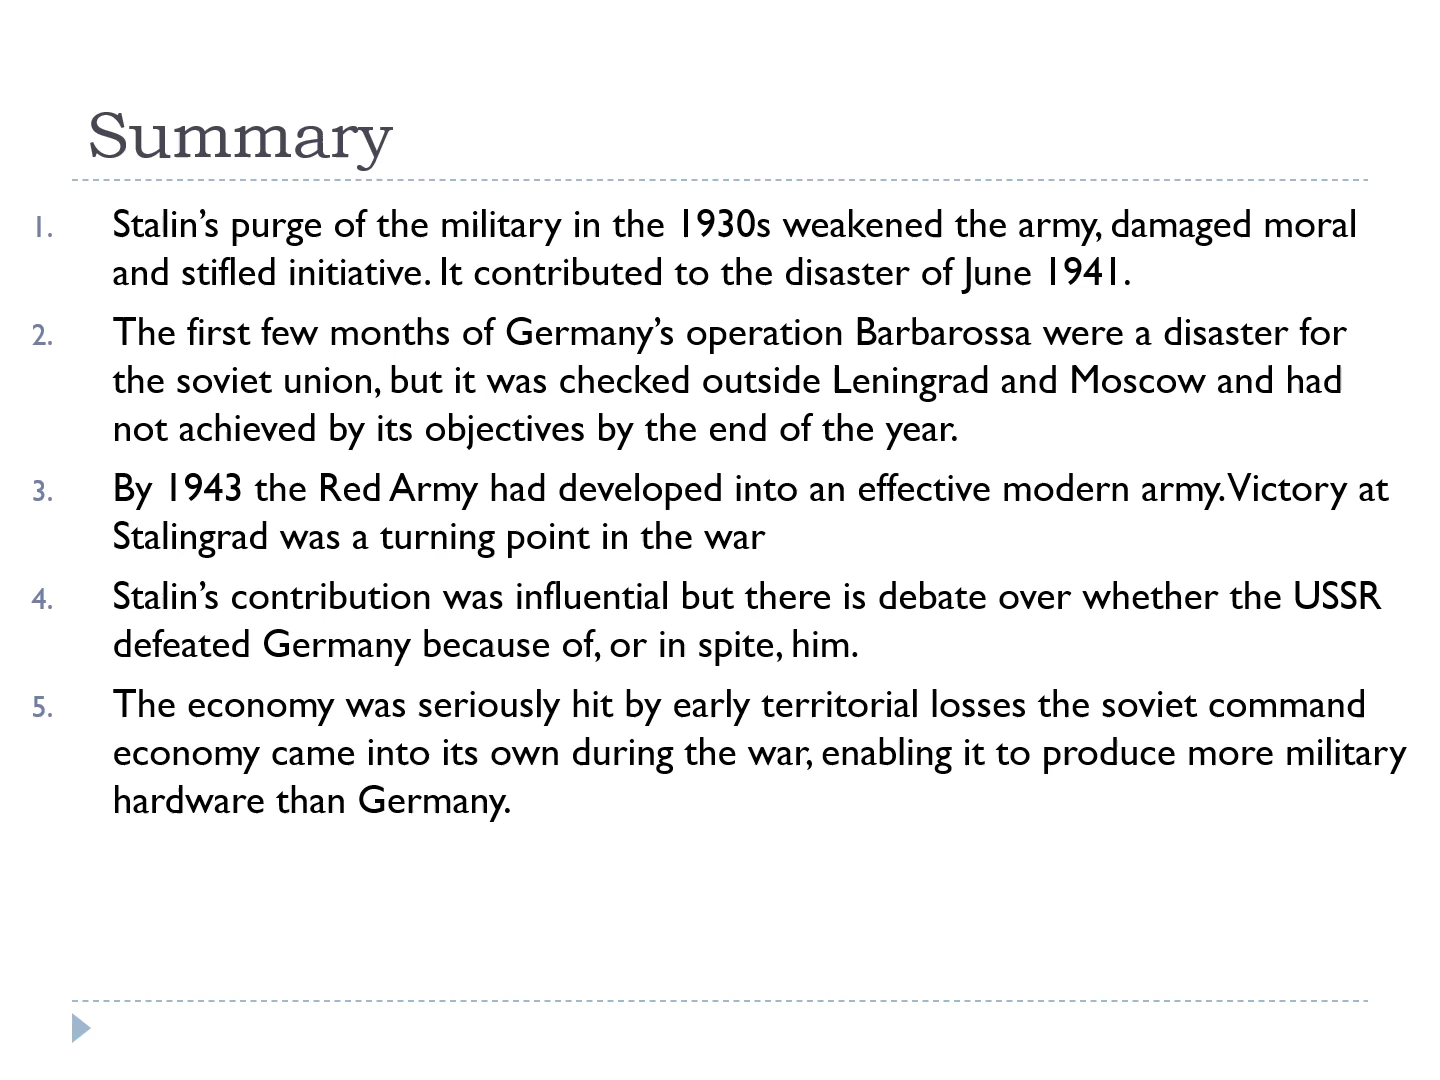 Summary
1. Stalin’s purge of the military in the 1930s weakened the army, damaged moral
and stifled initiative. It contributed to the disaster of June 1941.
2. The first few months of Germany’s operation Barbarossa were a disaster for
the soviet union, but it was checked outside Leningrad and Moscow and had
not achieved by its objectives by the end of the year.
3. By 1943 the Red Army had developed into an effective modern army. Victory at
Stalingrad was a turning point in the war
4. Stalin’s contribution was influential but there is debate over whether the USSR
defeated Germany because of, or in spite, him.
5. The economy was seriously hit by early territorial losses the soviet command
economy came into its own during the war, enabling it to produce more military
hardware than Germany.